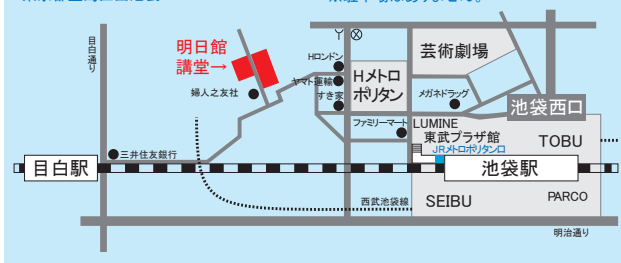 目白通り
明日館
講堂→
婦人之友社
Hロンドン
ヤマト運輸
すき家
Hメトロ
ポリタン
芸術劇場
メガネドラッグ
池袋西口
ファミリーマート
LUMINE
東武プラザ館
JRメトロポリタン口
TOBU
三井住友銀行
目白駅
池袋駅
西武池袋線
SEIBU
PARCO
明治通り